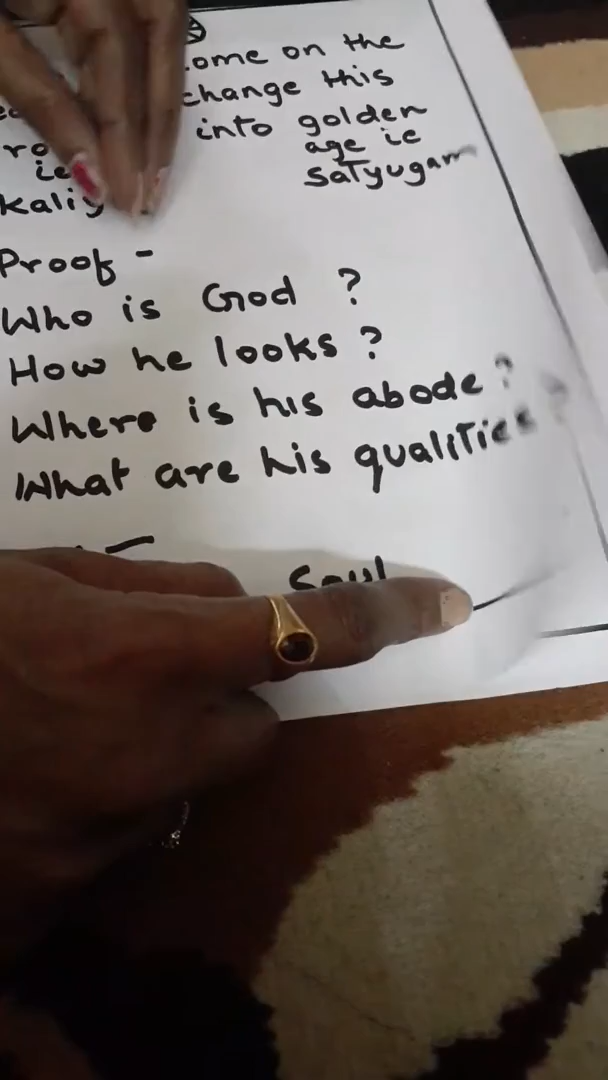 on the
change this
into golden
age ie
ie satyugam
Proof -
Who is God ?
How he looks ?
Where is his abode ?
What are his qualities ?
Soul